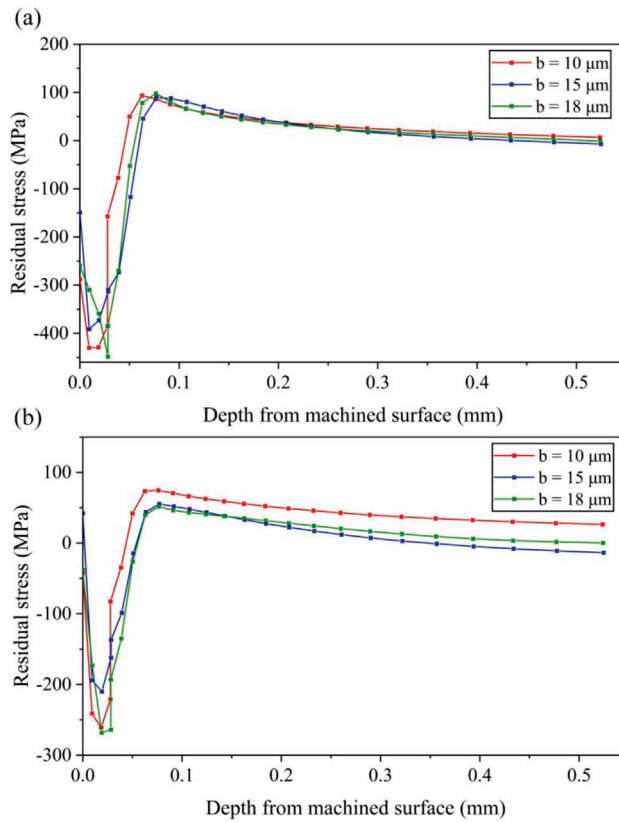 (a)
200
100
0
-100
-200
-300
-400
Residual stress (MPa)
b = 10 μm
b = 15 μm
b = 18 μm
0.0 0.1 0.2 0.3 0.4 0.5
Depth from machined surface (mm)
(b)
100
0
-100
-200
-300
Residual stress (MPa)
b = 10 μm
b = 15 μm
b = 18 μm
0.0 0.1 0.2 0.3 0.4 0.5
Depth from machined surface (mm)